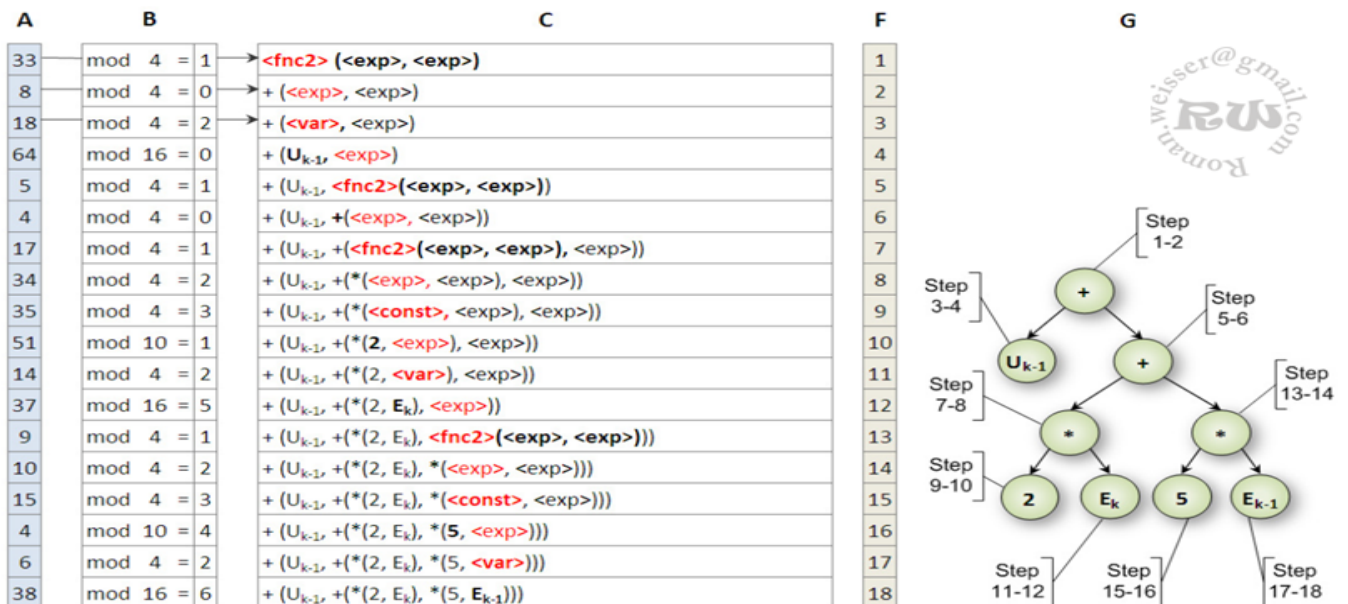 A B C F G
33 mod 4 = 1 <fnc2> (<exp>, <exp>) 1
8 mod 4 = 0 + (<exp>, <exp>) 2
18 mod 4 = 2 + (<var>, <exp>) 3
64 mod 16 = 0 + (Uk-1, <exp>) 4
5 mod 4 = 1 + (Uk-1, <fnc2>(<exp>, <exp>)) 5
4 mod 4 = 0 + (Uk-1, +(<exp>, <exp>)) 6
17 mod 4 = 1 + (Uk-1, +(<fnc2>(<exp>, <exp>), <exp>)) 7
34 mod 4 = 2 + (Uk-1, +(*(<exp>, <exp>), <exp>)) 8
35 mod 4 = 3 + (Uk-1, +(*(<const>, <exp>), <exp>)) 9
51 mod 10 = 1 + (Uk-1, +(*(2, <exp>), <exp>)) 10
14 mod 4 = 2 + (Uk-1, +(*(2, <var>), <exp>)) 11
37 mod 16 = 5 + (Uk-1, +(*(2, Ek), <exp>)) 12
9 mod 4 = 1 + (Uk-1, +(*(2, Ek), <fnc2>(<exp>, <exp>))) 13
10 mod 4 = 2 + (Uk-1, +(*(2, Ek), *(<exp>, <exp>))) 14
15 mod 4 = 3 + (Uk-1, +(*(2, Ek), *(<const>, <exp>))) 15
4 mod 10 = 4 + (Uk-1, +(*(2, Ek), *(5, <exp>))) 16
6 mod 4 = 2 + (Uk-1, +(*(2, Ek), *(5, <var>))) 17
38 mod 16 = 6 + (Uk-1, +(*(2, Ek), *(5, Ek-1))) 18
Roman.weisser@gmail.com
RW
Step
1-2
+
Step
3-4
Step
5-6
Uk-1
+
Step
7-8
Step
13-14
*
*
Step
9-10
2
Ek
5
Ek-1
Step
11-12
Step
15-16
Step
17-18